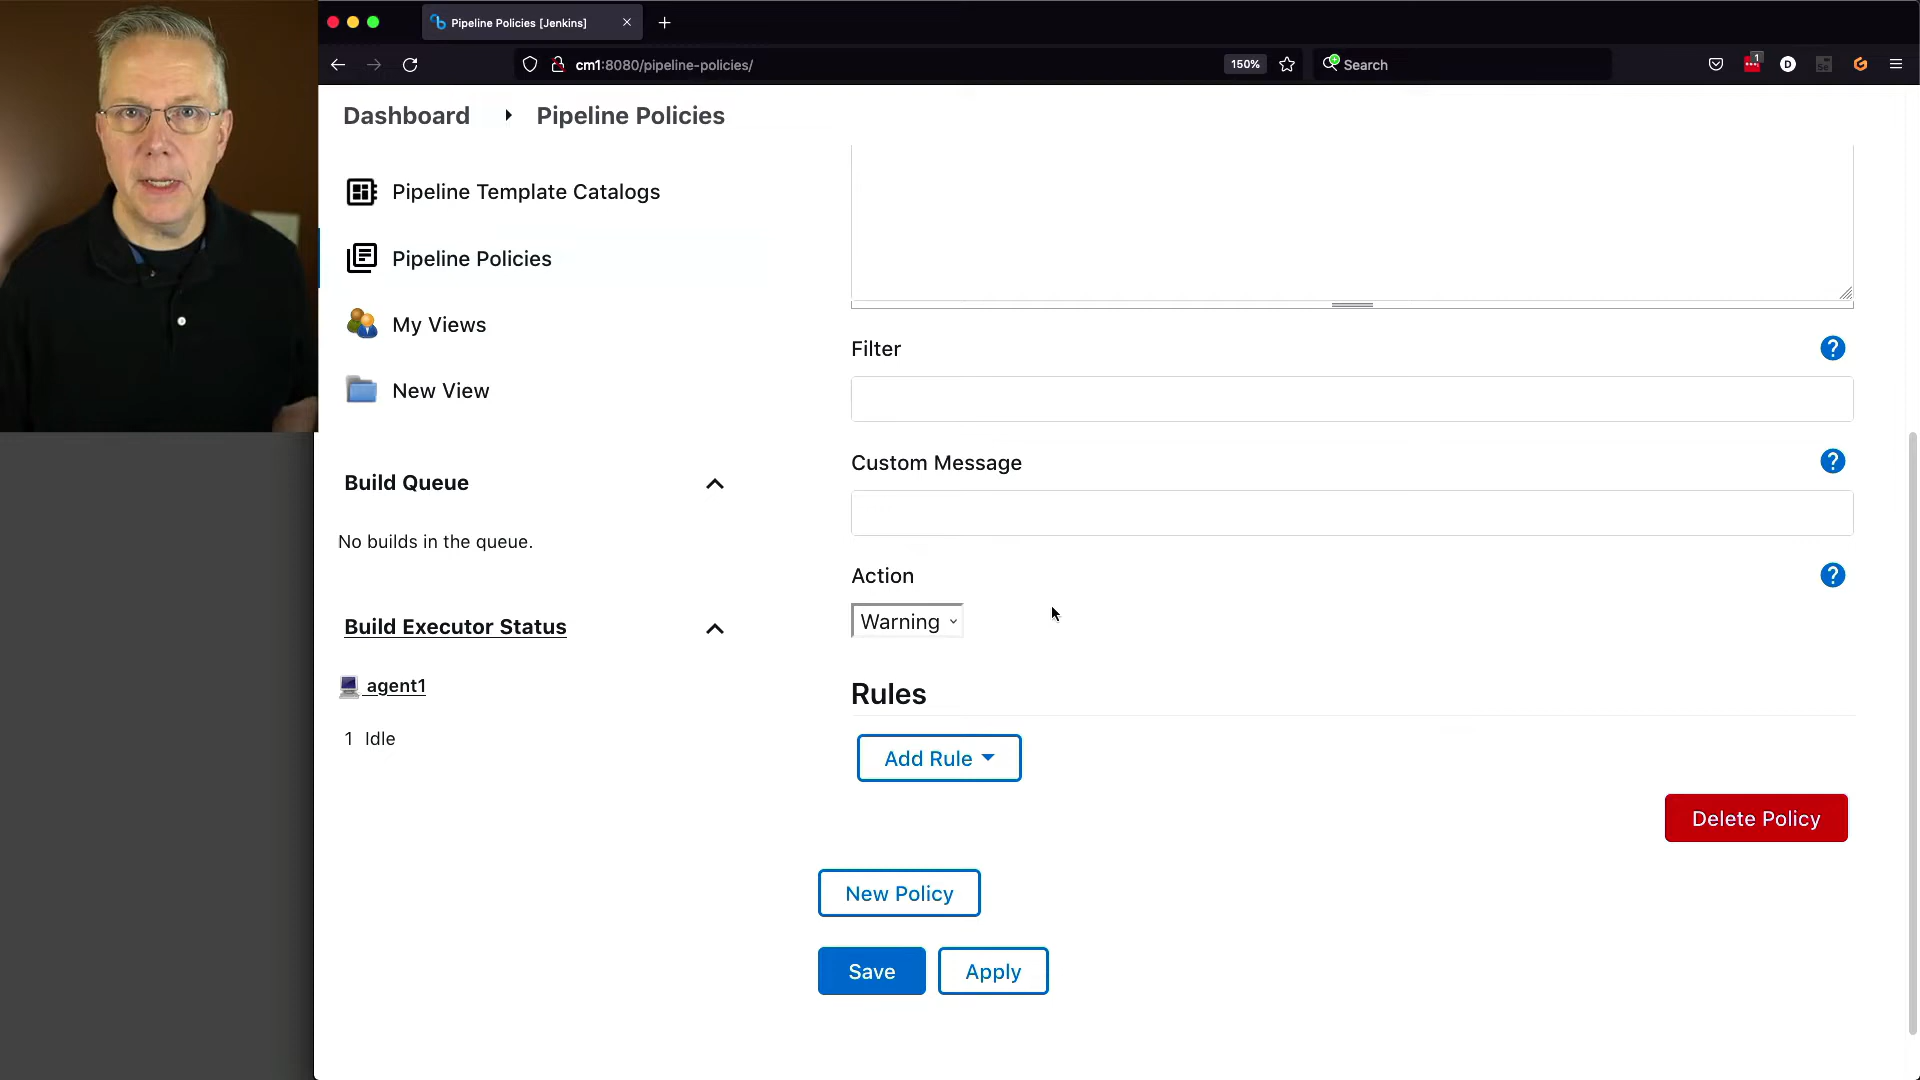 Pipeline Policies [Jenkins]
cm1:8080/pipeline-policies/
150%
Search
1
D
Dashboard
Pipeline Policies
Pipeline Template Catalogs
Pipeline Policies
My Views
New View
Build Queue
No builds in the queue.
Build Executor Status
agent1
1 Idle
Filter
?
Custom Message
?
Action
?
Warning
Rules
Add Rule
Delete Policy
New Policy
Save
Apply